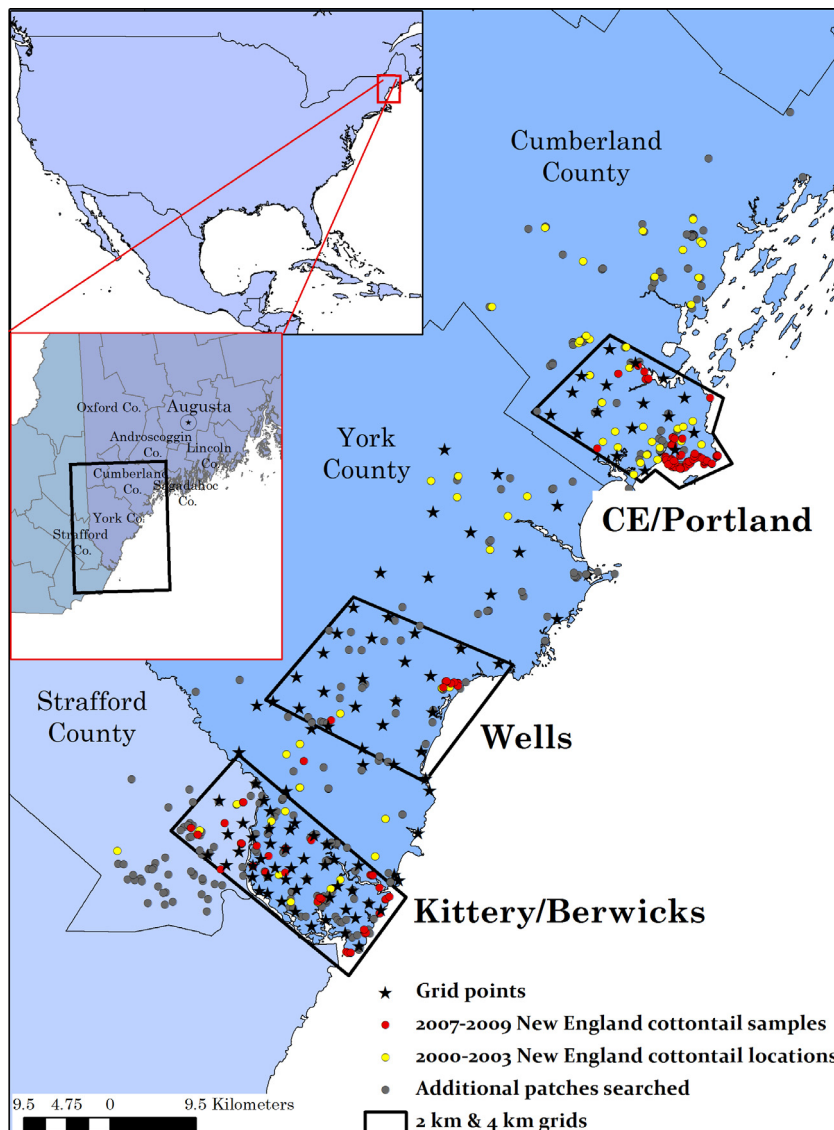 Cumberland
County
Oxford Co.
Augusta
Androscoggin
Co.
Lincoln
Co.
Cumberland
Co.
Sagadahoc
Co.
York Co.
Strafford
Co.
York
County
CE/Portland
Strafford
County
Wells
Kittery/Berwicks
Grid points
2007-2009 New England cottontail samples
2000-2003 New England cottontail locations
Additional patches searched
2 km & 4 km grids
9.5 4.75 0 9.5 Kilometers